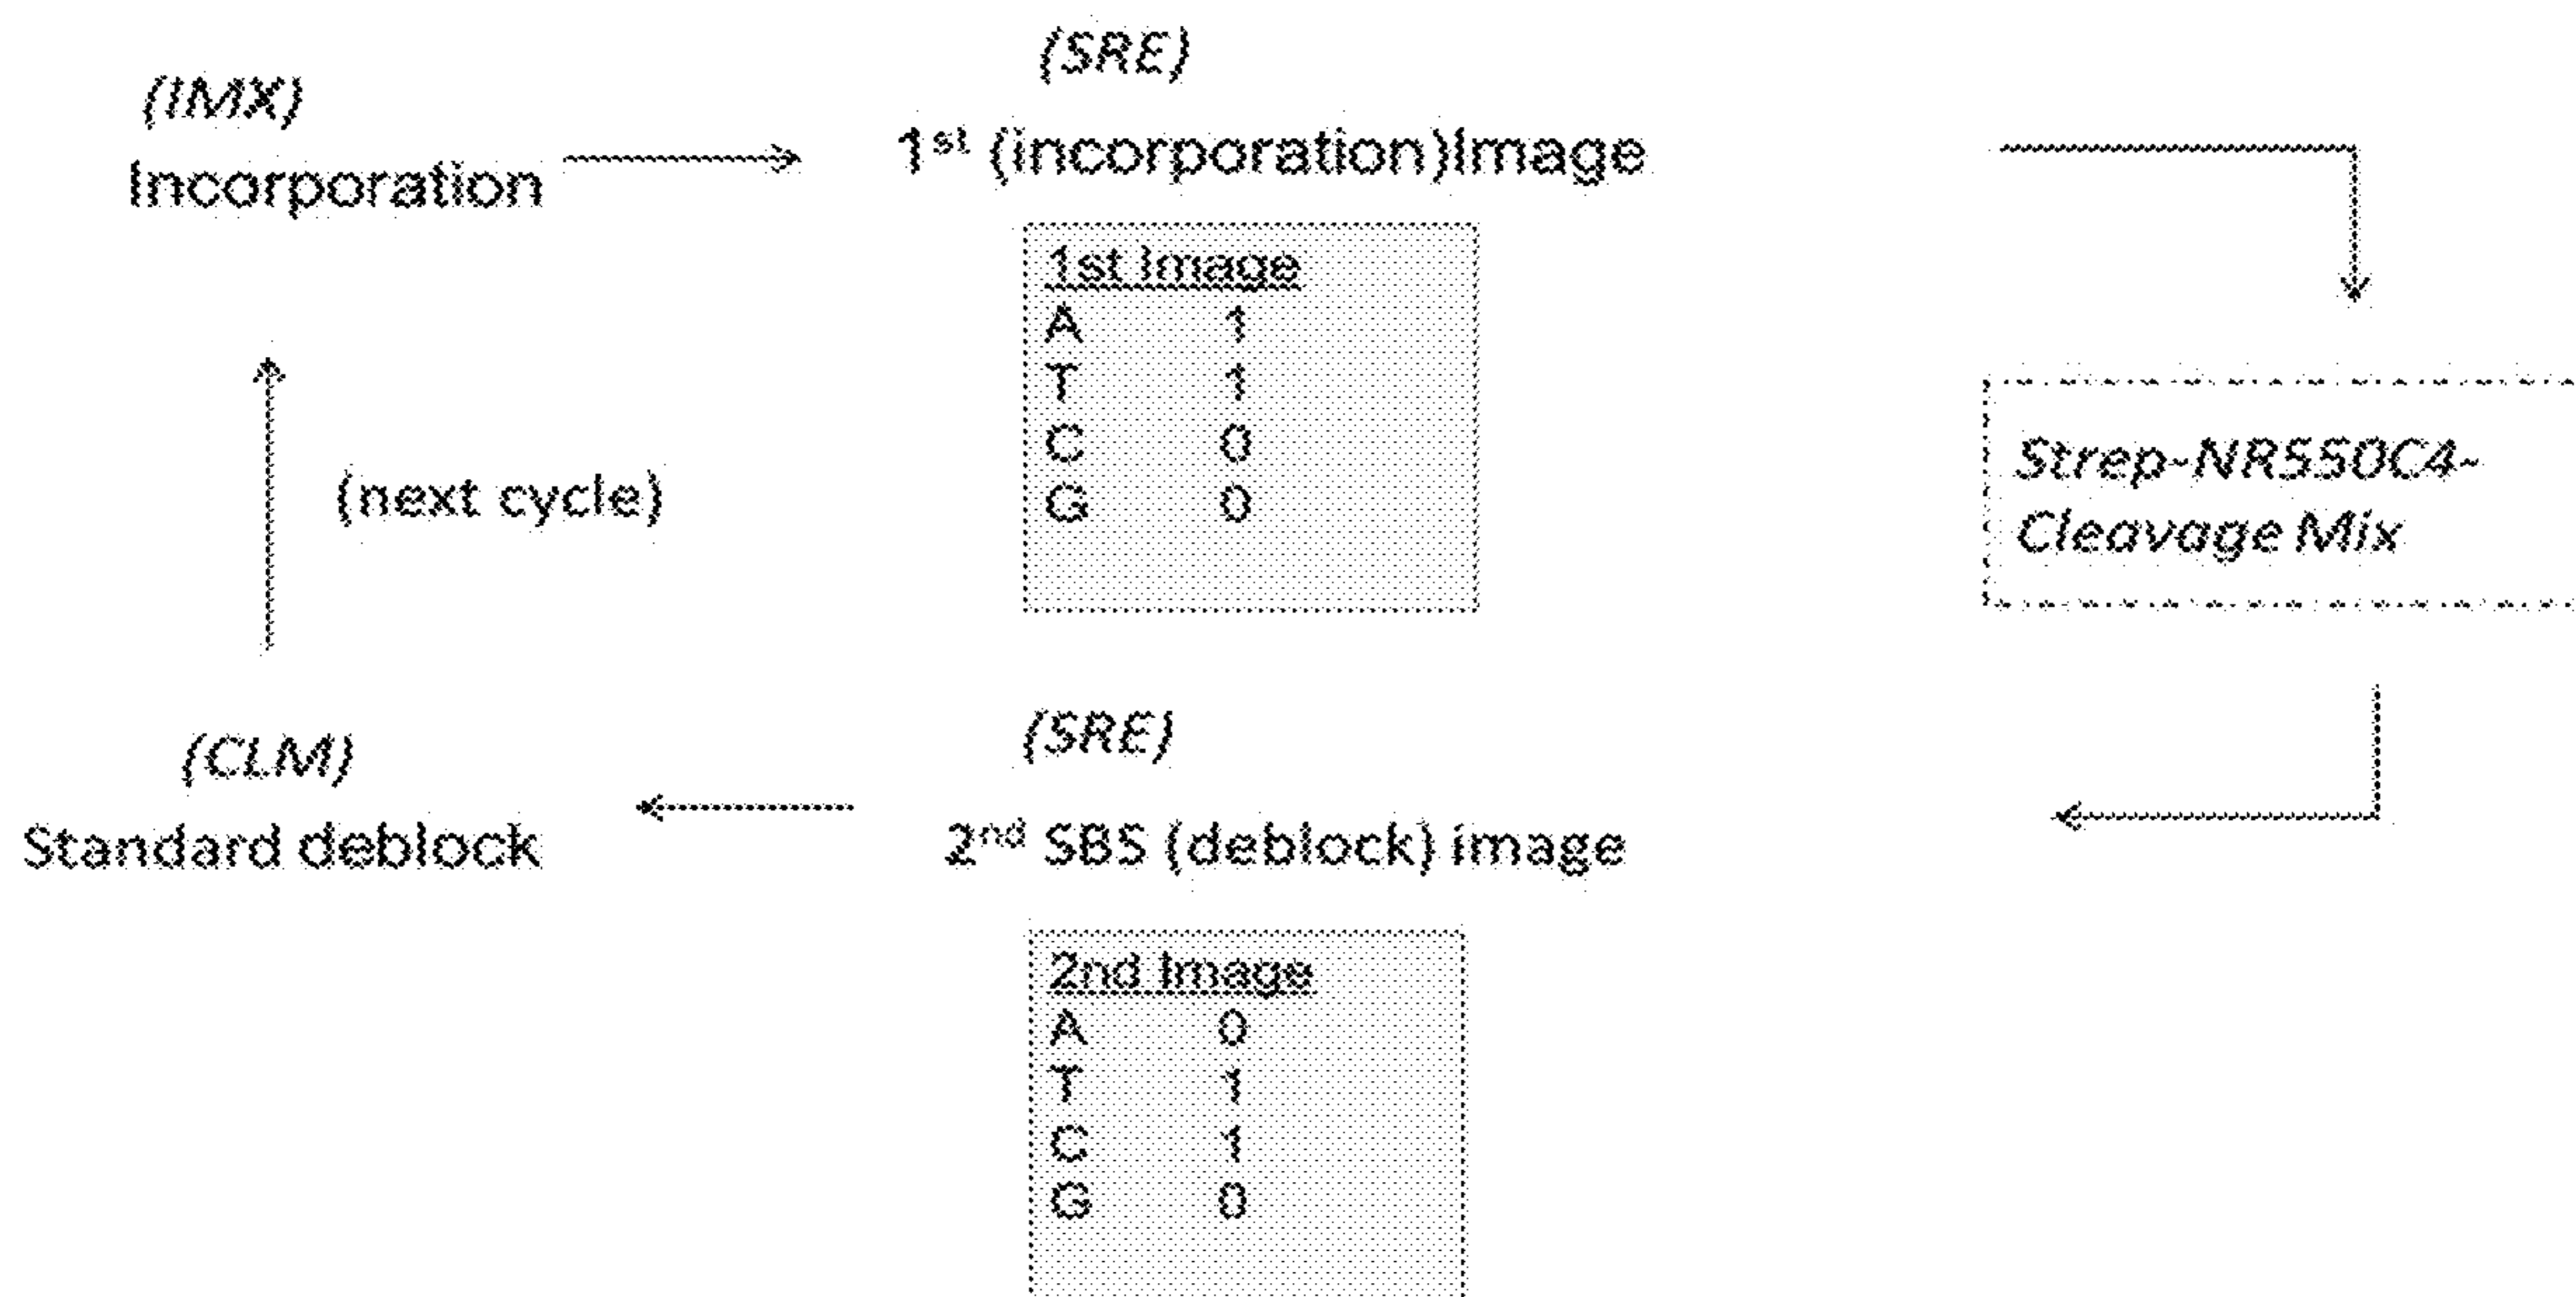 (IMX)
Incorporation
(SRE)
1st (incorporation)Image
1st Image
A 1
T 1
C 0
G 0
Strep-NR550C4-
Cleavage Mix
(next cycle)
(SRE)
2nd SBS (deblock) image
2nd Image
A 0
T 1
C 1
G 0
(CLM)
Standard deblock